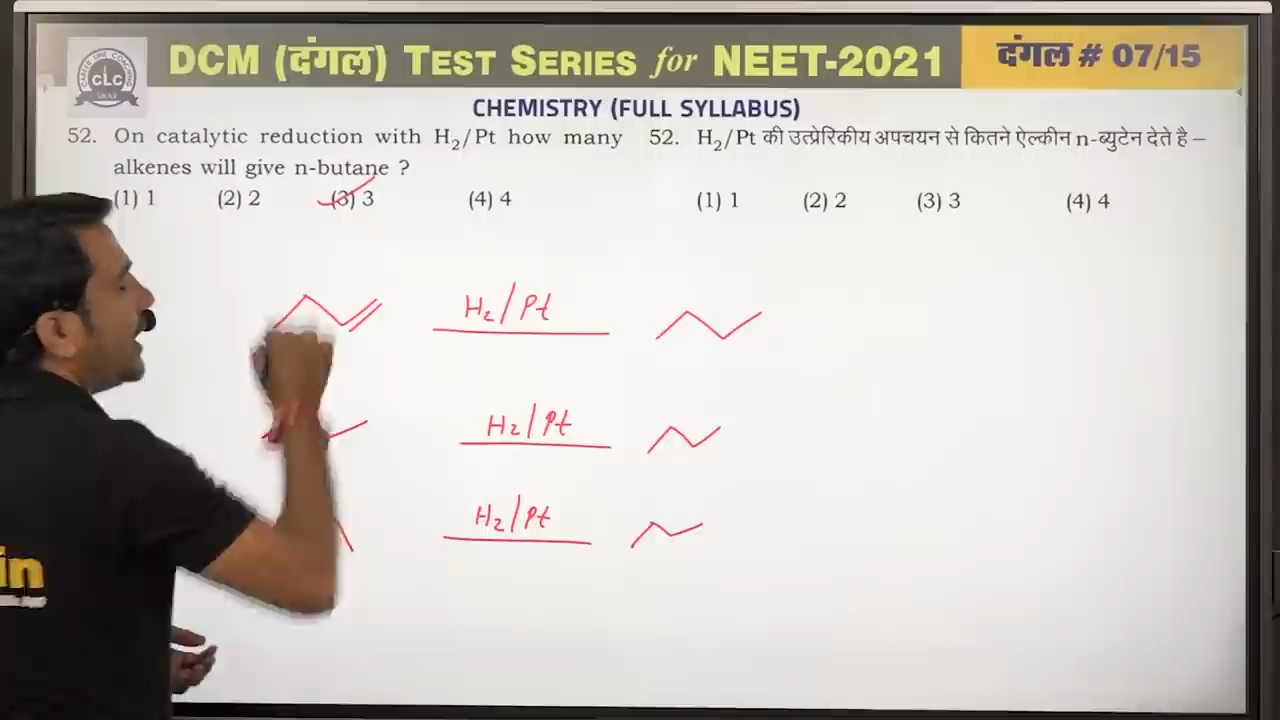 DCM (दंगल) TEST SERIES for NEET-2021
दंगल # 07/15
CLC
CHEMISTRY (FULL SYLLABUS)
52. On catalytic reduction with H₂/Pt how many
alkenes will give n-butane ?
(1) 1 (2) 2 (3) 3 (4) 4
52. H₂/Pt की उत्प्रेरिकीय अपचयन से कितने ऐल्कीन n-ब्युटेन देते है –
(1) 1 (2) 2 (3) 3 (4) 4
H₂/Pt
H₂/Pt
H₂/Pt
in